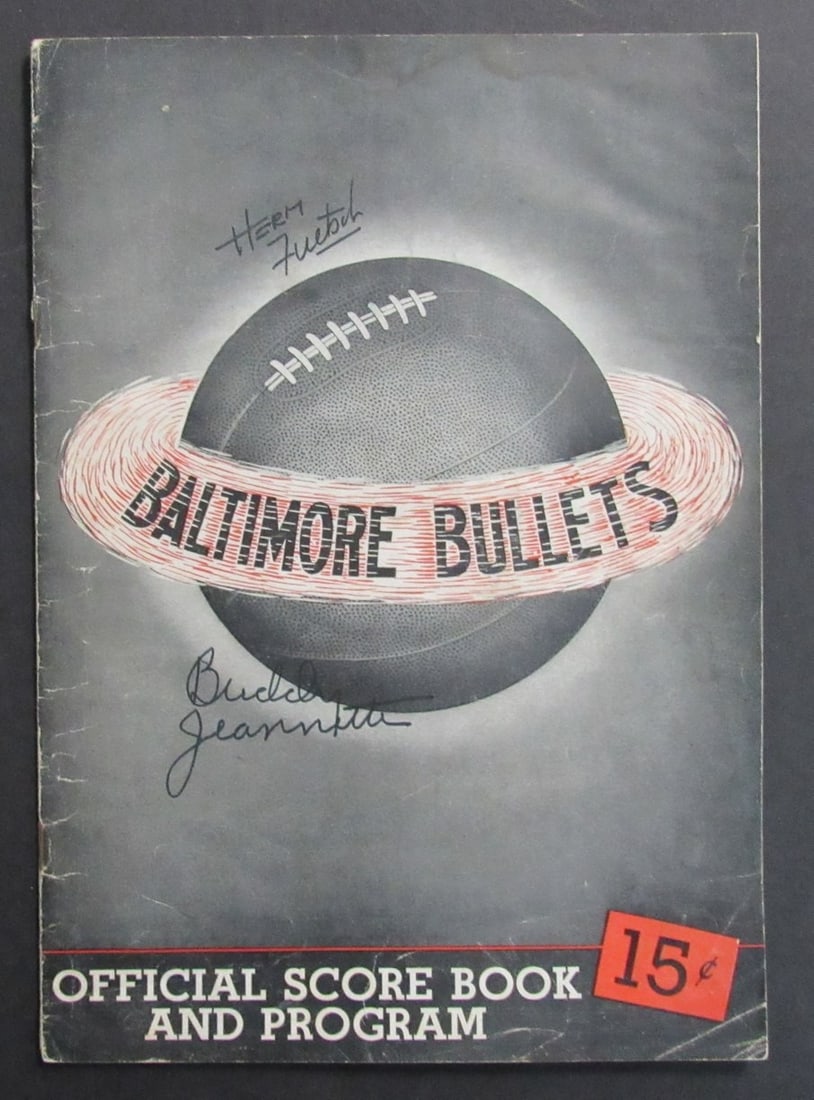 HERM
Fuetsch
BALTIMORE BULLETS
Buddy
Jeannette
OFFICIAL SCORE BOOK
AND PROGRAM
15¢